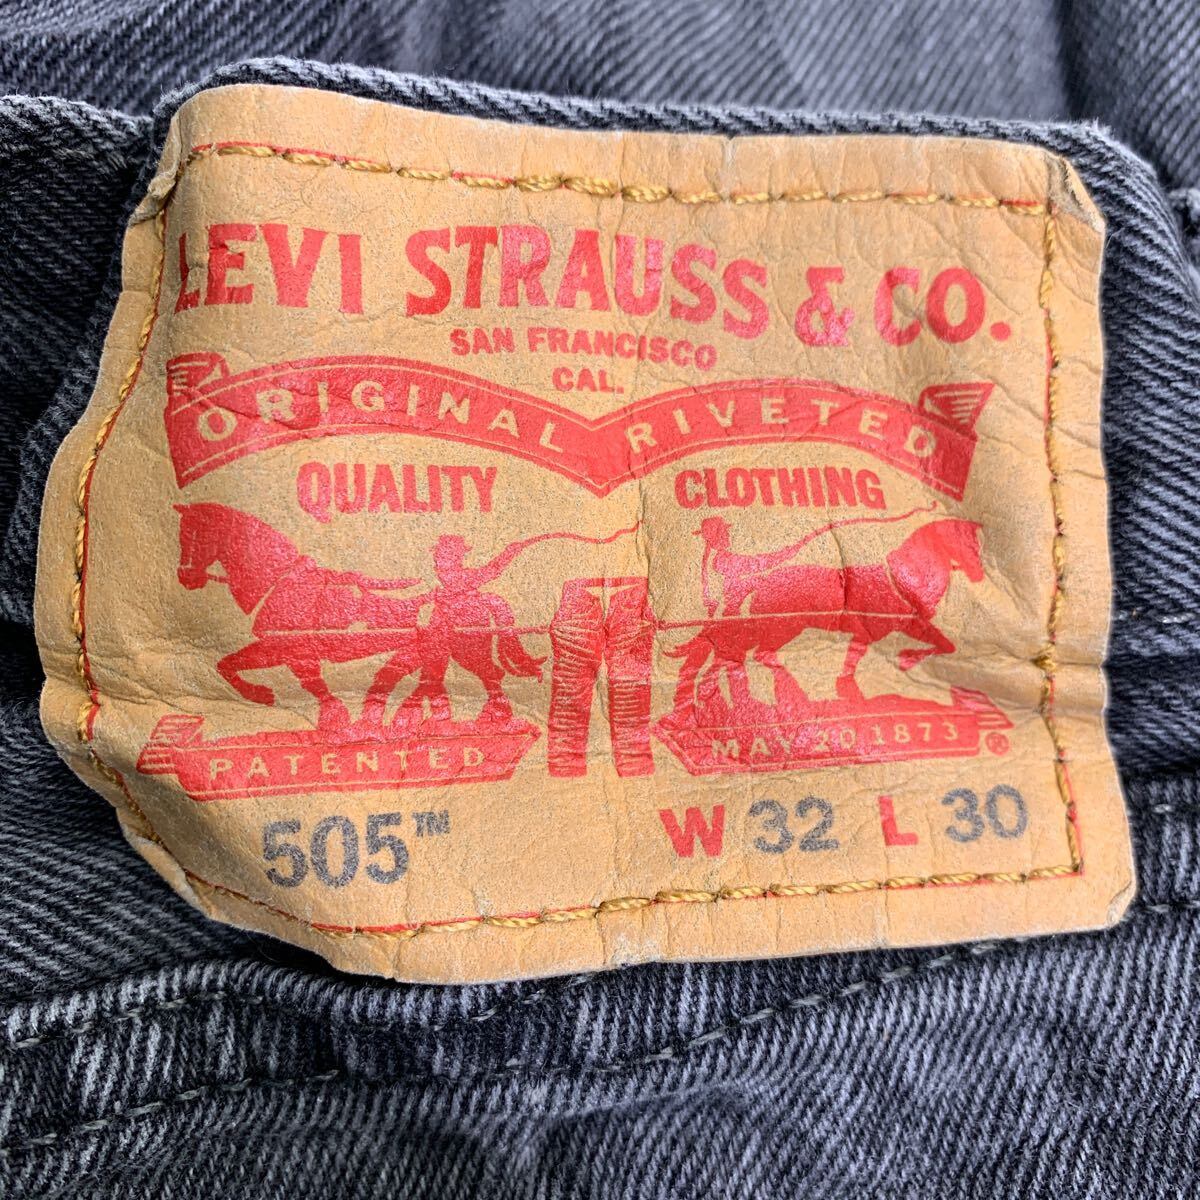 LEVI STRAUSS & CO.
SAN FRANCISCO
CAL.
ORIGINAL RIVETED
QUALITY CLOTHING
PATENTED MAY 20 1873 ®
505™ W 32 L 30